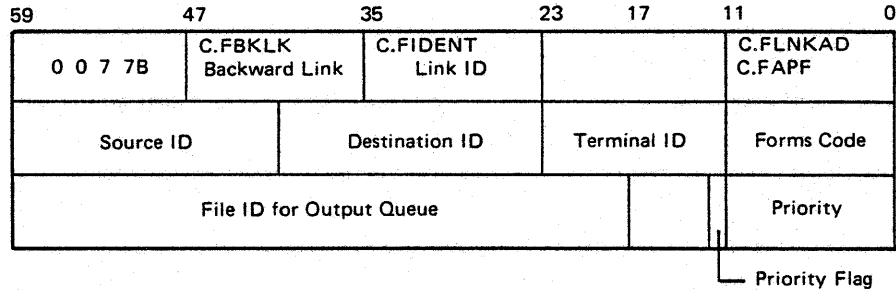 59 47 35 23 17 11 0
0 0 7 7B
C.FBKLK
Backward Link
C.FIDENT
Link ID
C.FLNKAD
C.FAPF
Source ID Destination ID Terminal ID Forms Code
File ID for Output Queue Priority
Priority Flag